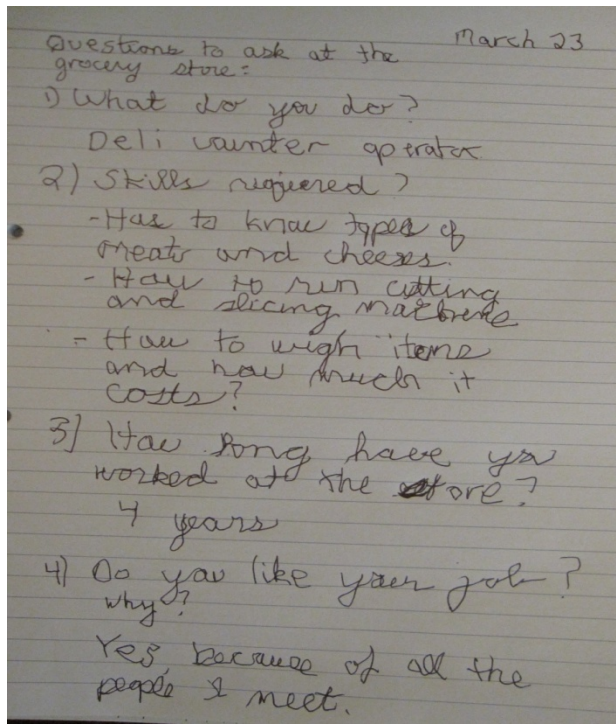 March 23
Questions to ask at the
grocery store:
1) What do you do?
Deli counter operator
2) Skills required?
- Has to know types of
meats and cheeses.
- How to run cutting
and slicing machine
- How to weigh items
and how much it
costs?
3) How long have you
worked at the store?
4 years
4) Do you like your job?
why?
Yes, because of all the
people I meet.